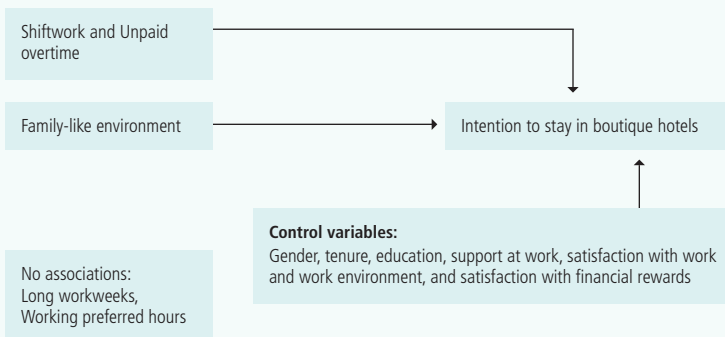 Shiftwork and Unpaid
overtime
Family-like environment
Intention to stay in boutique hotels
Control variables:
Gender, tenure, education, support at work, satisfaction with work
and work environment, and satisfaction with financial rewards
No associations:
Long workweeks,
Working preferred hours